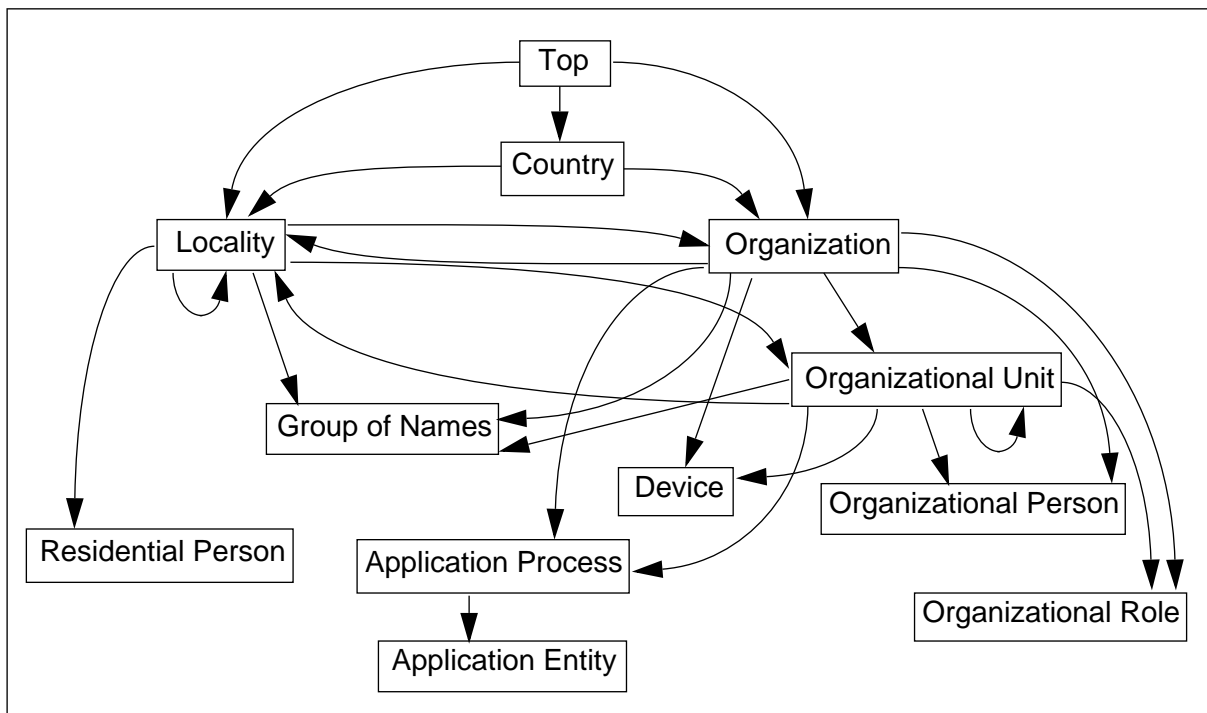 Top
Country
Locality
Organization
Organizational Unit
Group of Names
Device
Organizational Person
Residential Person
Application Process
Organizational Role
Application Entity